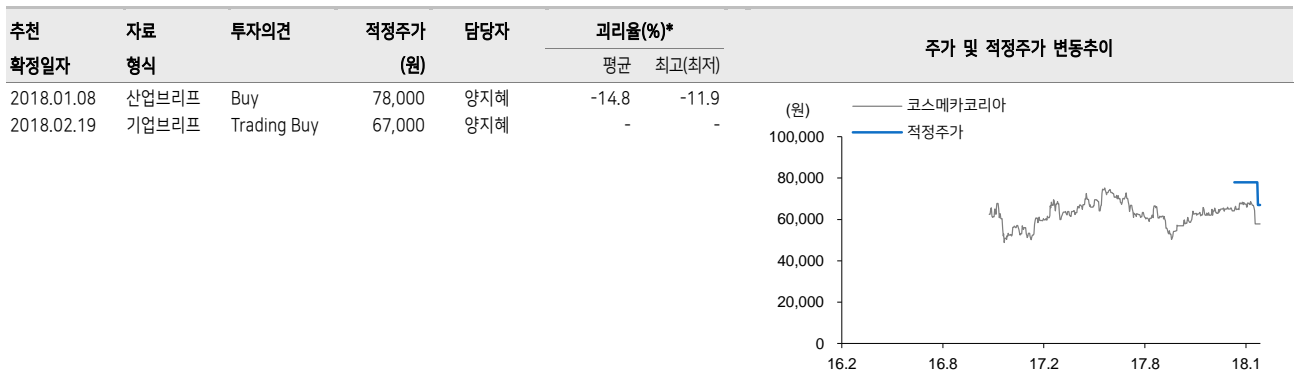 추천 자료 투자의견 적정주가 담당자 괴리율(%)* 주가 및 적정주가 변동추이
확정일자 형식 (원) 평균 최고(최저)
2018.01.08 산업브리프 Buy 78,000 양지혜 -14.8 -11.9
2018.02.19 기업브리프 Trading Buy 67,000 양지혜 - -
(원)
코스메카코리아
적정주가
100,000
80,000
60,000
40,000
20,000
0
16.2 16.8 17.2 17.8 18.1